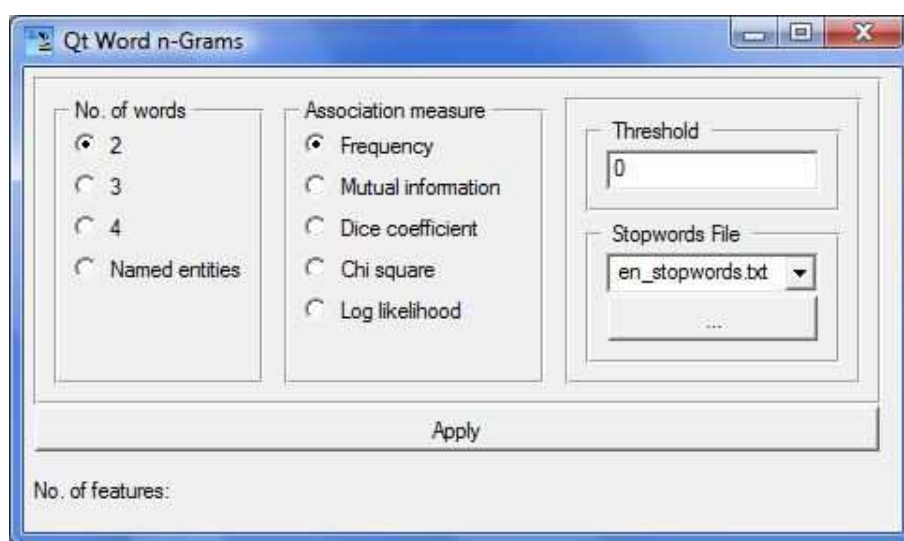 Qt Word n-Grams
No. of words
2
3
4
Named entities
Association measure
Frequency
Mutual information
Dice coefficient
Chi square
Log likelihood
Threshold
0
Stopwords File
en_stopwords.txt
...
Apply
No. of features: